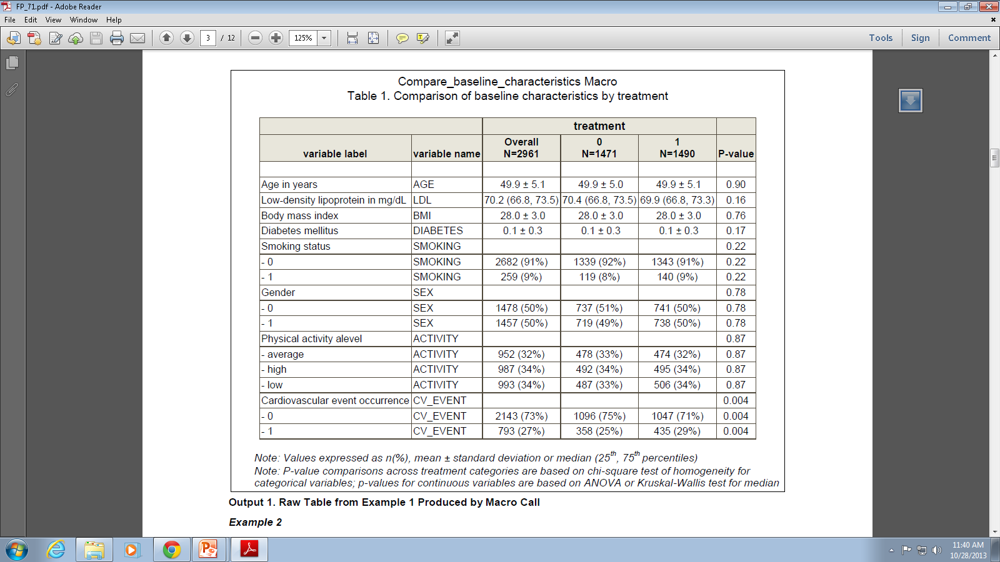 FP_71.pdf - Adobe Reader
File Edit View Window Help
3 / 12 125% Tools Sign Comment
Compare_baseline_characteristics Macro
Table 1. Comparison of baseline characteristics by treatment
treatment
variable label variable name Overall N=2961 0 N=1471 1 N=1490 P-value
Age in years AGE 49.9 ± 5.1 49.9 ± 5.0 49.9 ± 5.1 0.90
Low-density lipoprotein in mg/dL LDL 70.2 (66.8, 73.5) 70.4 (66.8, 73.5) 69.9 (66.8, 73.3) 0.16
Body mass index BMI 28.0 ± 3.0 28.0 ± 3.0 28.0 ± 3.0 0.76
Diabetes mellitus DIABETES 0.1 ± 0.3 0.1 ± 0.3 0.1 ± 0.3 0.17
Smoking status SMOKING 0.22
- 0 SMOKING 2682 (91%) 1339 (92%) 1343 (91%) 0.22
- 1 SMOKING 259 (9%) 119 (8%) 140 (9%) 0.22
Gender SEX 0.78
- 0 SEX 1478 (50%) 737 (51%) 741 (50%) 0.78
- 1 SEX 1457 (50%) 719 (49%) 738 (50%) 0.78
Physical activity alevel ACTIVITY 0.87
- average ACTIVITY 952 (32%) 478 (33%) 474 (32%) 0.87
- high ACTIVITY 987 (34%) 492 (34%) 495 (34%) 0.87
- low ACTIVITY 993 (34%) 487 (33%) 506 (34%) 0.87
Cardiovascular event occurrence CV_EVENT 0.004
- 0 CV_EVENT 2143 (73%) 1096 (75%) 1047 (71%) 0.004
- 1 CV_EVENT 793 (27%) 358 (25%) 435 (29%) 0.004
Note: Values expressed as n(%), mean ± standard deviation or median (25th, 75th percentiles)
Note: P-value comparisons across treatment categories are based on chi-square test of homogeneity for
categorical variables; p-values for continuous variables are based on ANOVA or Kruskal-Wallis test for median
Output 1. Raw Table from Example 1 Produced by Macro Call
Example 2
11:40 AM
10/28/2013